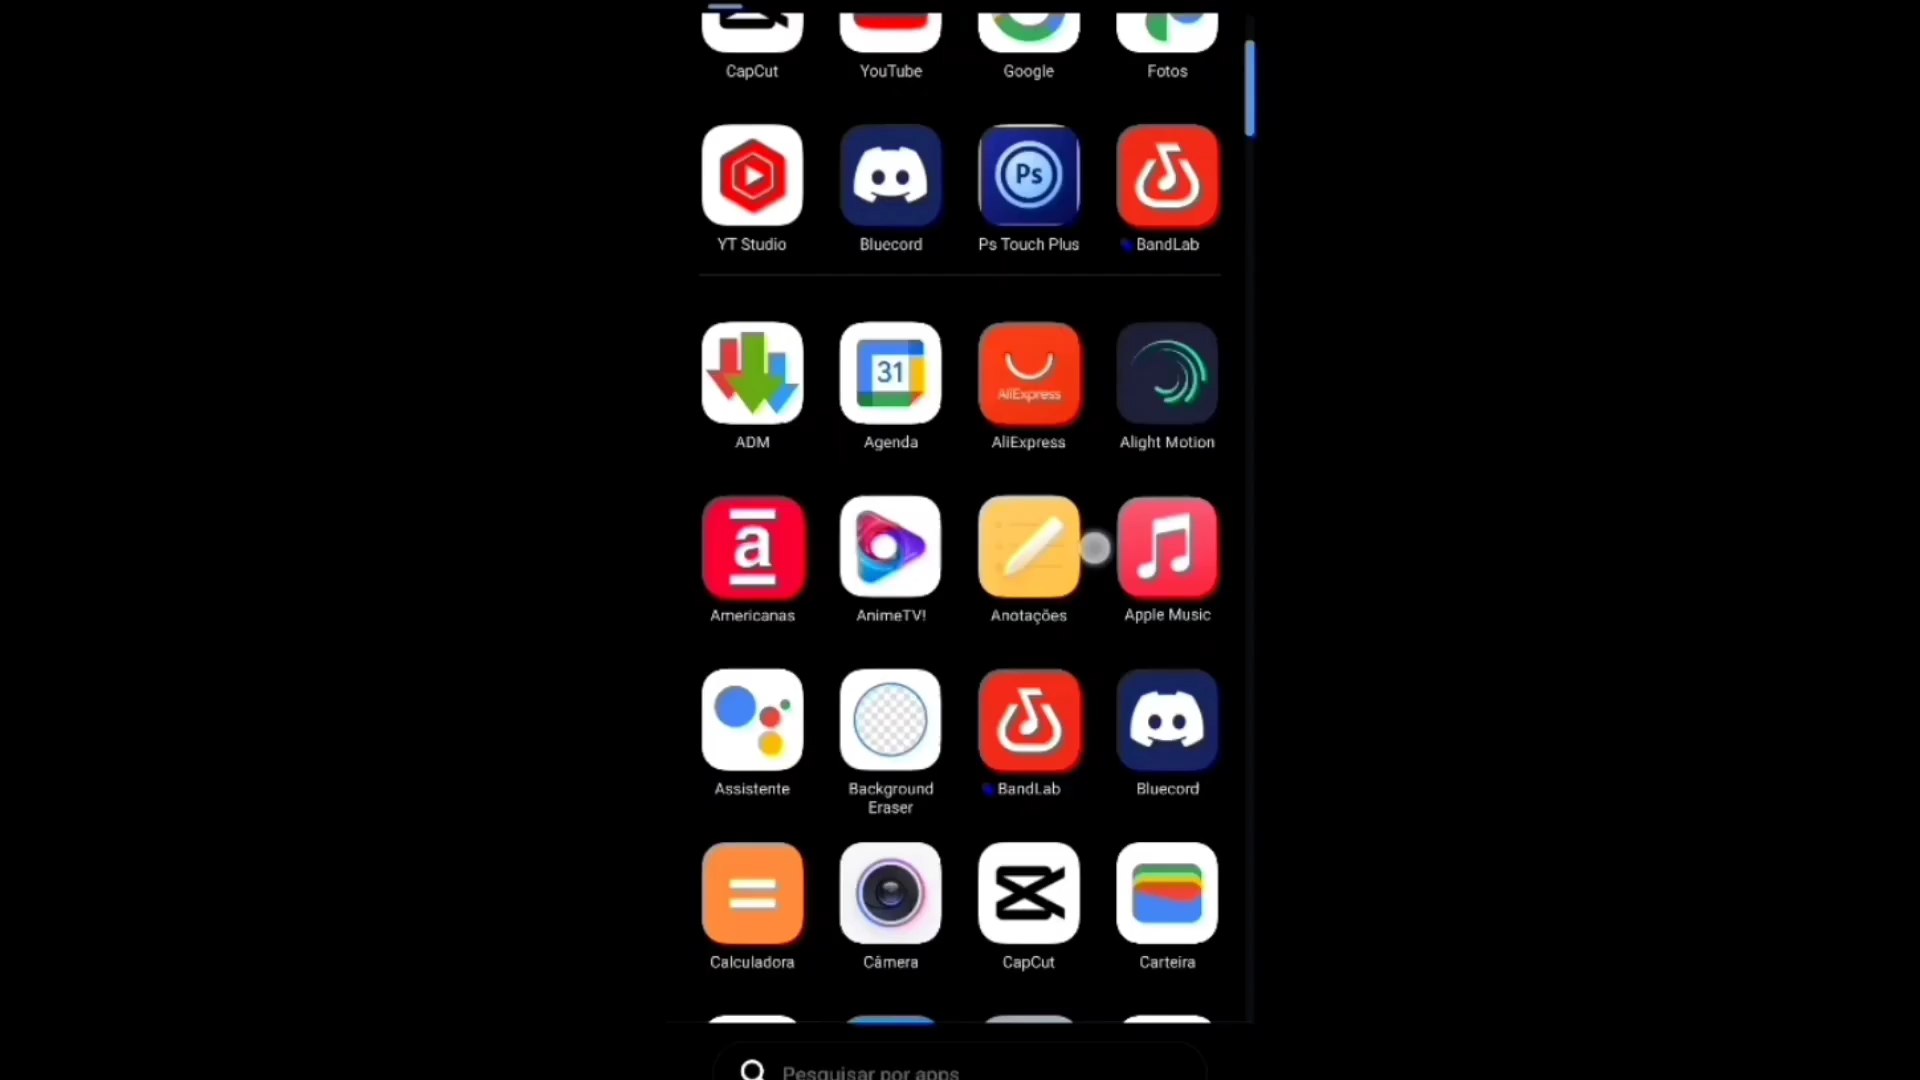 CapCut YouTube Google Fotos
Ps
YT Studio Bluecord Ps Touch Plus BandLab
31
AliExpress
ADM Agenda AliExpress Alight Motion
a
Americanas AnimeTV! Anotações Apple Music
Assistente Background Eraser BandLab Bluecord
Calculadora Câmera CapCut Carteira
Pesquisar por apps